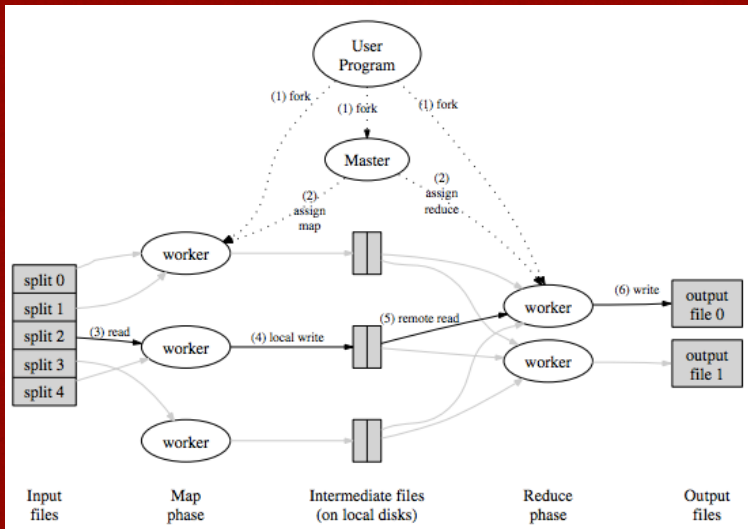 User
Program
(1) fork
(1) fork
(1) fork
Master
(2)
assign
map
(2)
assign
reduce
worker
split 0
split 1
split 2
split 3
split 4
(3) read
worker
(4) local write
(5) remote read
worker
(6) write
output
file 0
worker
output
file 1
worker
Input
files
Map
phase
Intermediate files
(on local disks)
Reduce
phase
Output
files